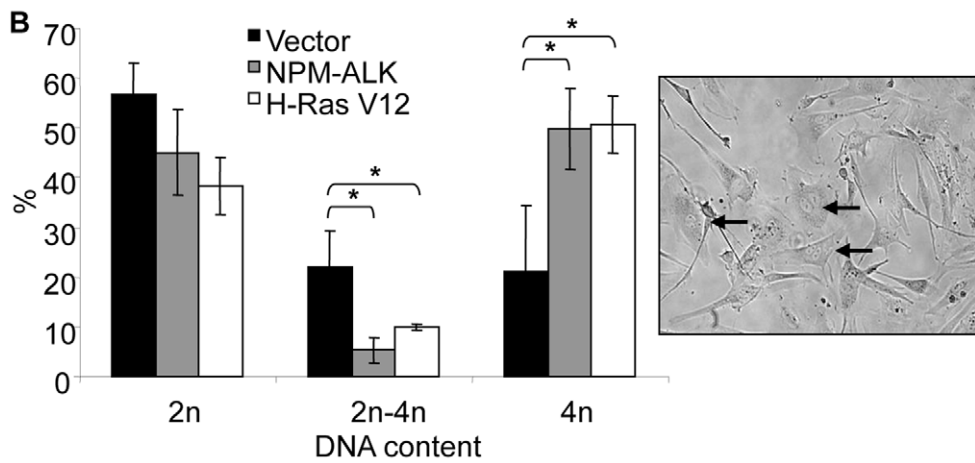 B
70
60
50
40
30
20
10
0
%
Vector
NPM-ALK
H-Ras V12
*
*
*
*
2n
2n-4n
4n
DNA content